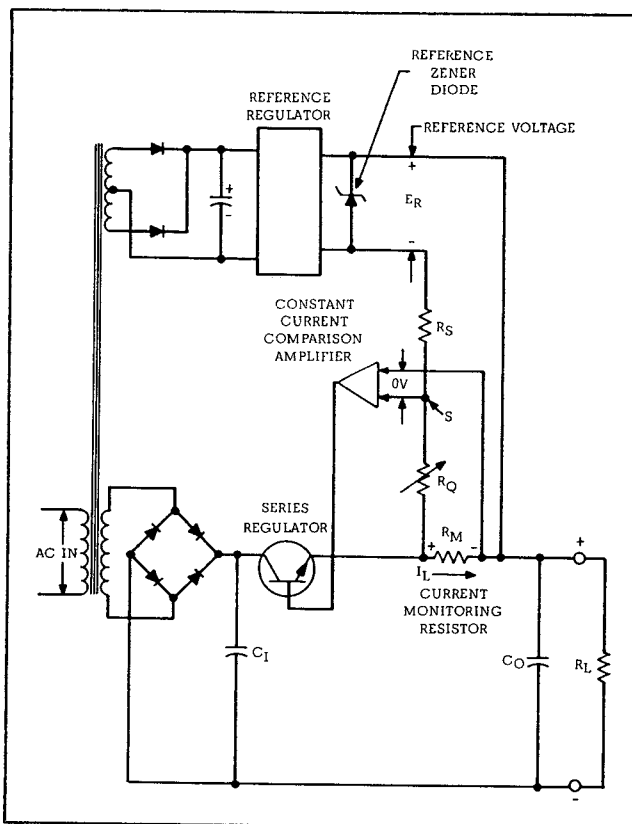 REFERENCE
ZENER
DIODE
REFERENCE
REGULATOR
REFERENCE VOLTAGE
+
+
-
E_R
-
CONSTANT
CURRENT
COMPARISON
AMPLIFIER
R_S
0V
S
R_Q
SERIES
REGULATOR
AC IN
+ R_M -
+
I_L
CURRENT
MONITORING
RESISTOR
C_I
C_O
R_L
-